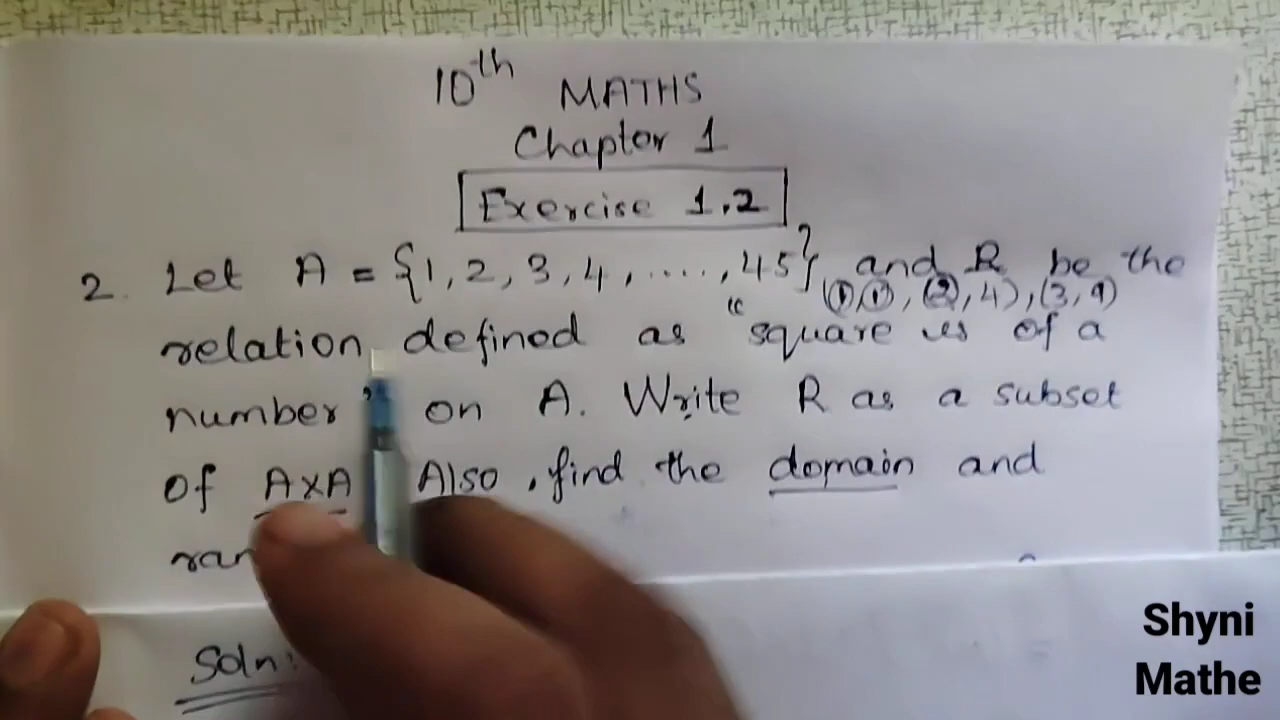 10th MATHS
Chapter 1
Exercise 1.2
2. Let A = {1, 2, 3, 4, ....., 45} and R be the
(1,1), (2,4), (3,9)
relation defined as "square is of a
number" on A. Write R as a subset
of A×A Also, find the domain and
Soln:
Shyni
Mathe